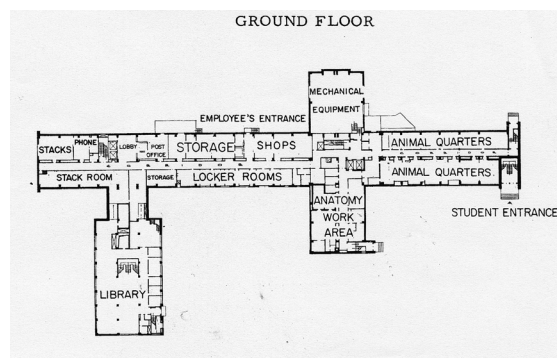 GROUND FLOOR
MECHANICAL
EQUIPMENT
EMPLOYEE'S ENTRANCE
STACKS
PHONE
LOBBY
POST
OFFICE
STORAGE
SHOPS
ANIMAL QUARTERS
STACK ROOM
STORAGE
LOCKER ROOMS
ANIMAL QUARTERS
ANATOMY
WORK
AREA
STUDENT ENTRANCE
LIBRARY